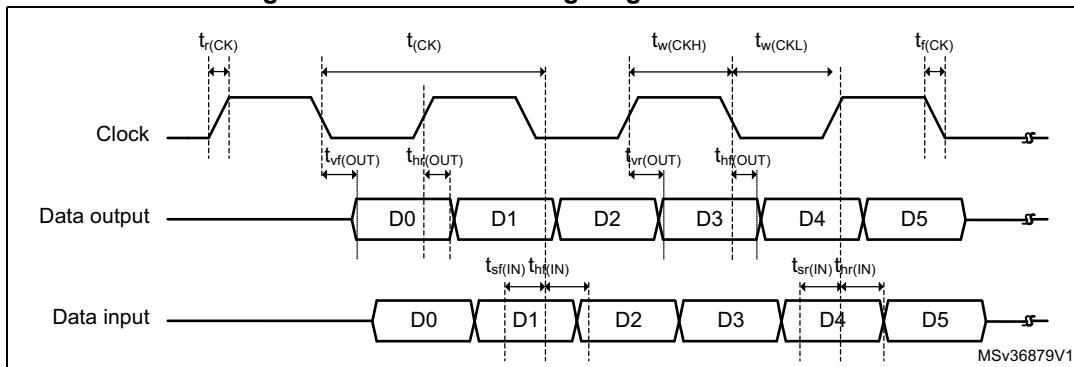 tr(CK) t(CK) tw(CKH) tw(CKL) tf(CK)
Clock
tvf(OUT) thr(OUT) tvr(OUT) thf(OUT)
Data output D0 D1 D2 D3 D4 D5
tsf(IN) thf(IN) tsr(IN) thr(IN)
Data input D0 D1 D2 D3 D4 D5
MSv36879V1